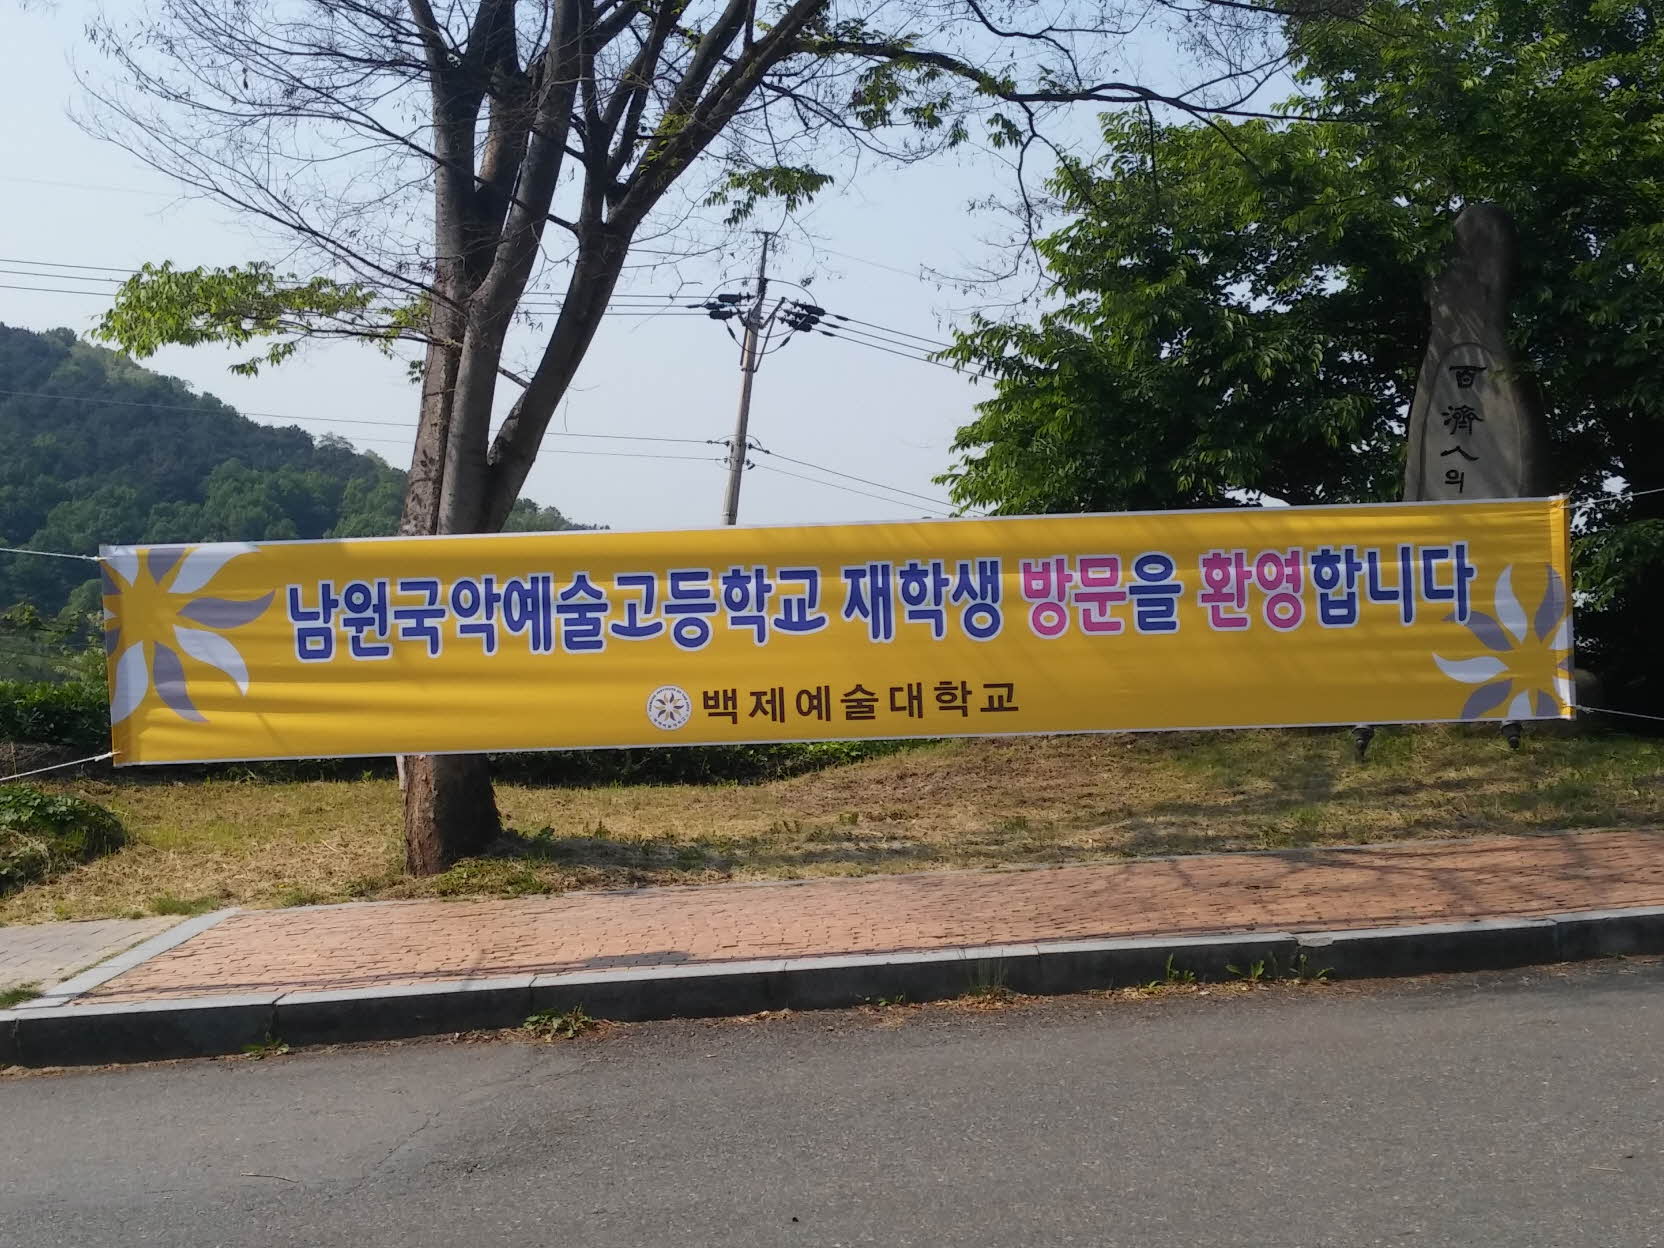 百
濟
人
의
남원국악예술고등학교 재학생 방문을 환영합니다
백제예술대학교